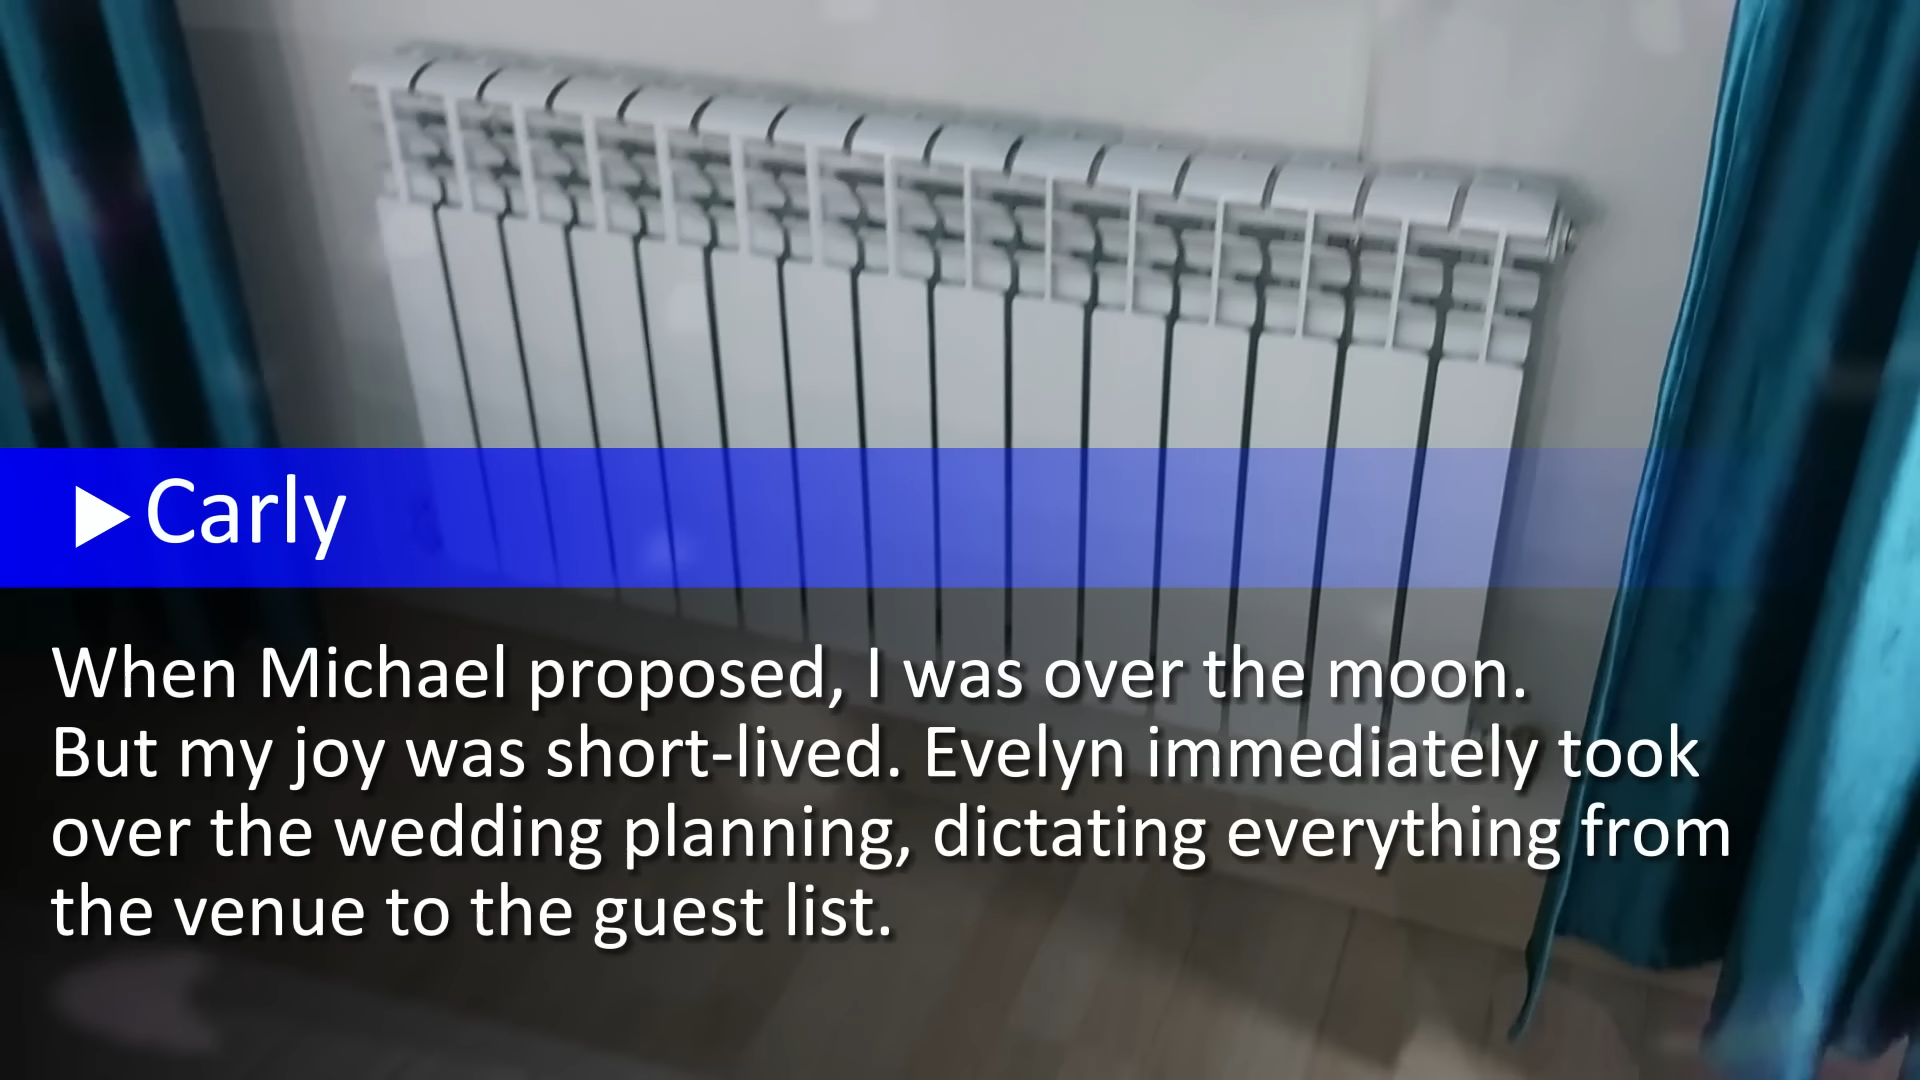 Carly
When Michael proposed, I was over the moon.
But my joy was short-lived. Evelyn immediately took
over the wedding planning, dictating everything from
the venue to the guest list.